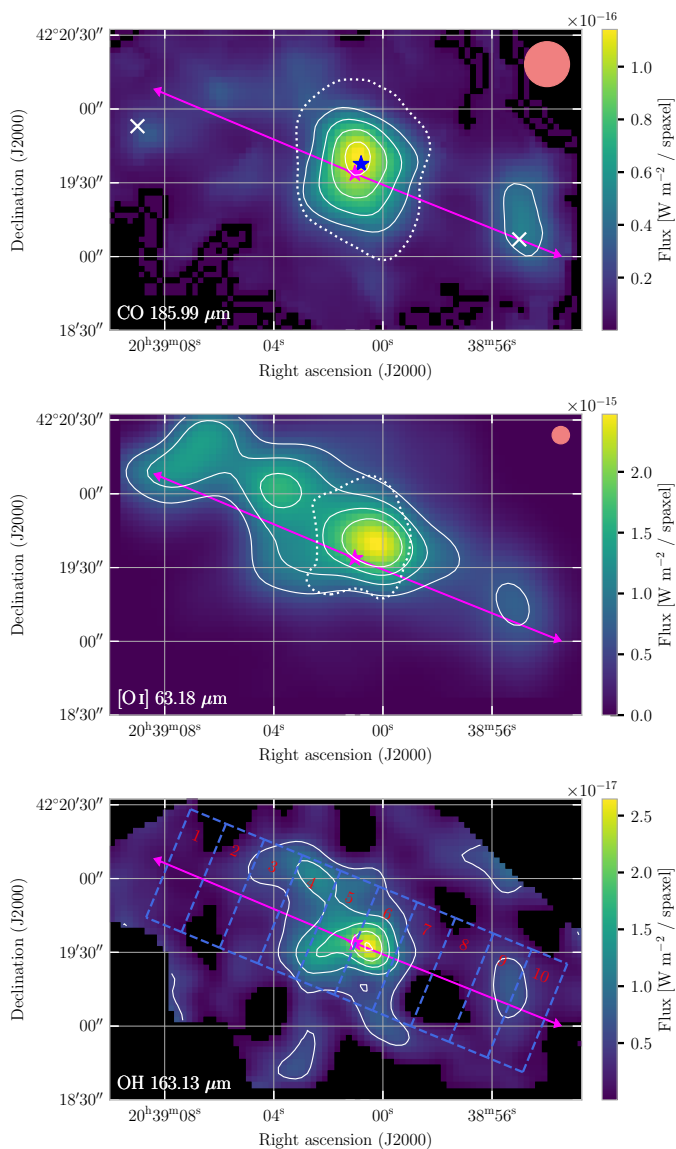 ×10⁻¹⁶
42°20′30″
00″
19′30″
00″
18′30″
Declination (J2000)
CO 185.99 μm
20ʰ39ᵐ08ˢ
04ˢ
00ˢ
38ᵐ56ˢ
Right ascension (J2000)
1.0
0.8
0.6
0.4
0.2
Flux [W m⁻² / spaxel]
×10⁻¹⁵
42°20′30″
00″
19′30″
00″
18′30″
Declination (J2000)
[OI] 63.18 μm
20ʰ39ᵐ08ˢ
04ˢ
00ˢ
38ᵐ56ˢ
Right ascension (J2000)
2.0
1.5
1.0
0.5
0.0
Flux [W m⁻² / spaxel]
×10⁻¹⁷
42°20′30″
00″
19′30″
00″
18′30″
Declination (J2000)
1
2
3
4
5
6
7
8
9
10
OH 163.13 μm
20ʰ39ᵐ08ˢ
04ˢ
00ˢ
38ᵐ56ˢ
Right ascension (J2000)
2.5
2.0
1.5
1.0
0.5
Flux [W m⁻² / spaxel]